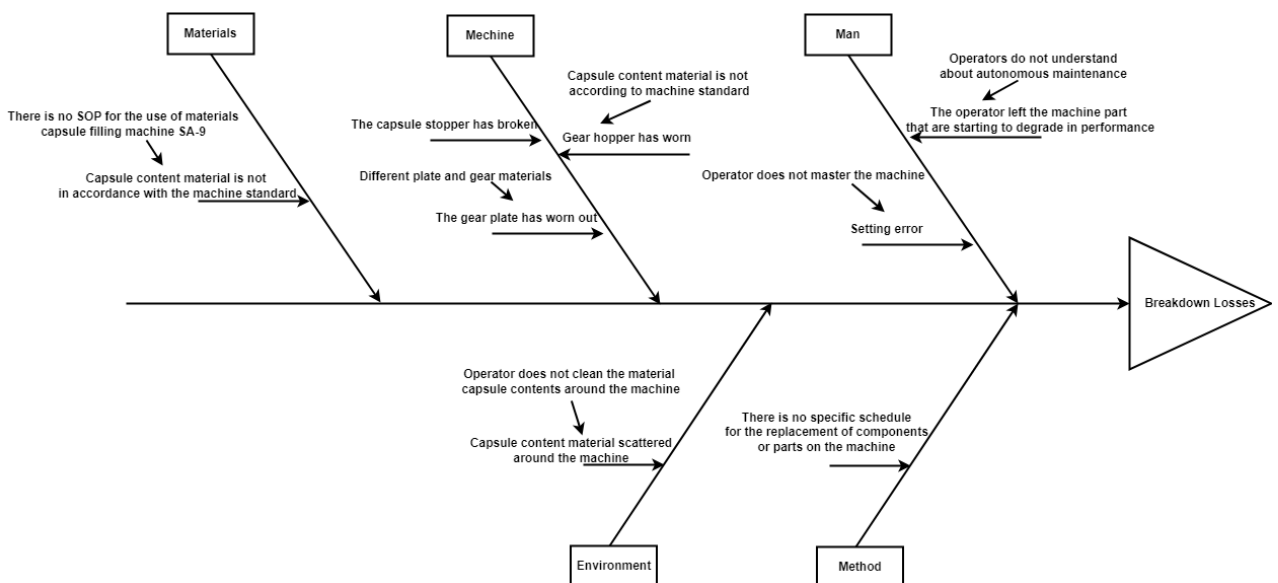 Materials
Mechine
Man
Operators do not understand
about autonomous maintenance
Capsule content material is not
according to machine standard
There is no SOP for the use of materials
capsule filling machine SA-9
The capsule stopper has broken
Gear hopper has worn
The operator left the machine part
that are starting to degrade in performance
Capsule content material is not
in accordance with the machine standard
Different plate and gear materials
Operator does not master the machine
The gear plate has worn out
Setting error
Breakdown Losses
Operator does not clean the material
capsule contents around the machine
There is no specific schedule
for the replacement of components
or parts on the machine
Capsule content material scattered
around the machine
Environment
Method